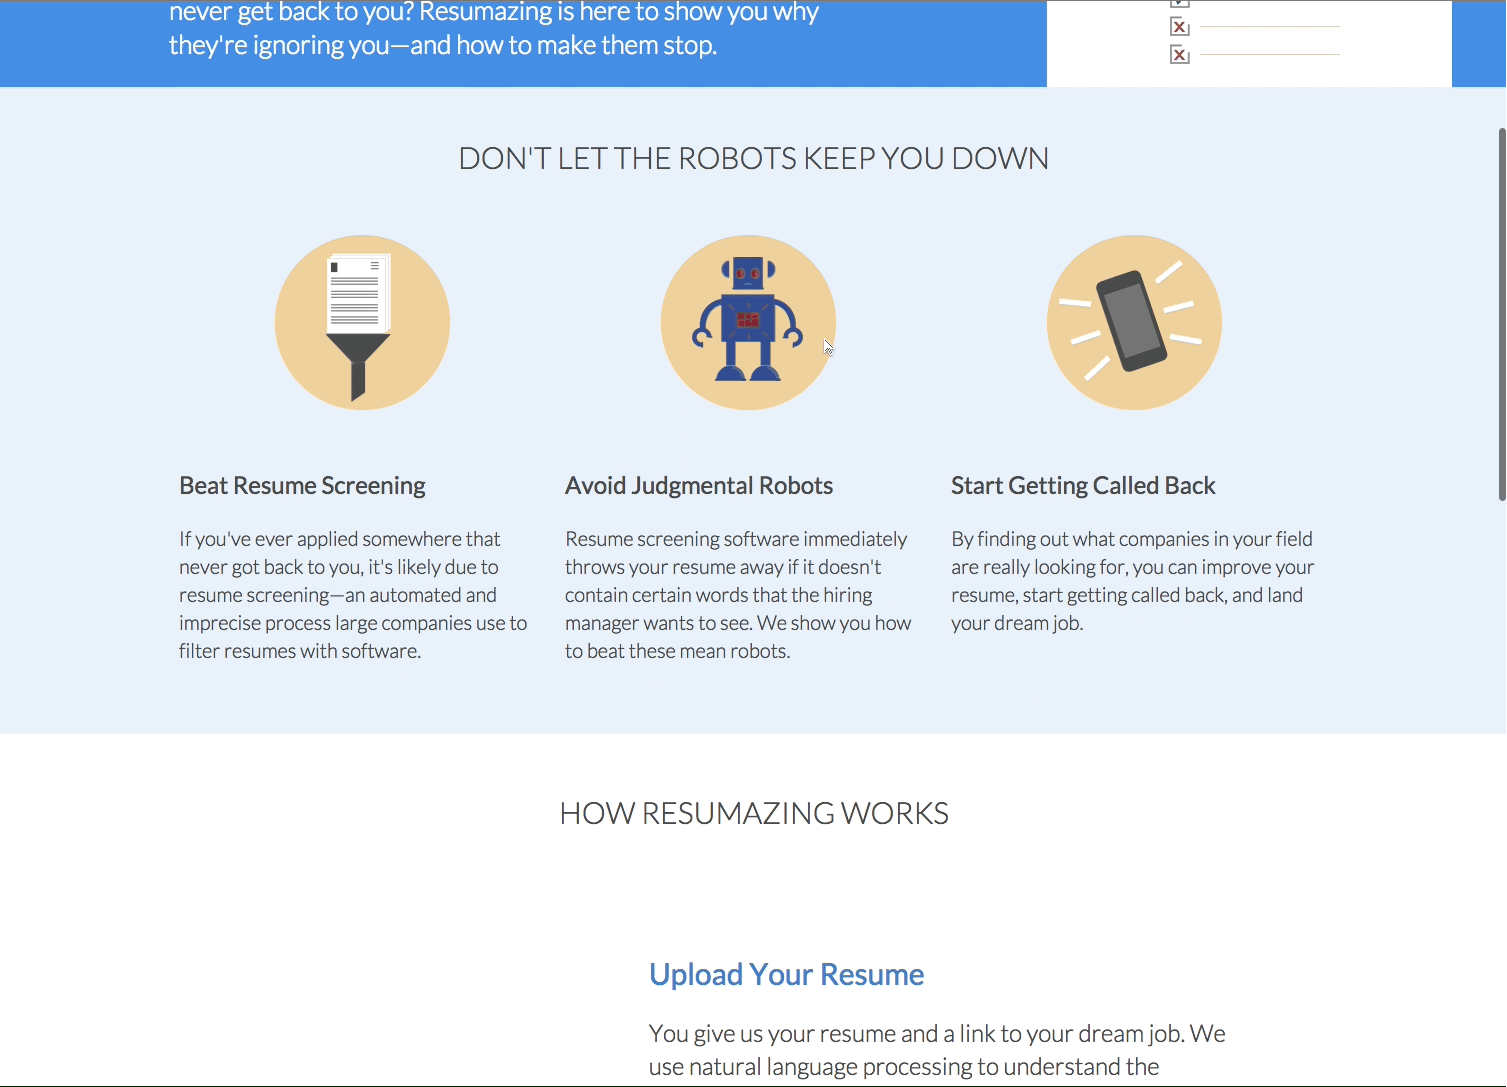 never get back to you? Resumazing is here to show you why
they're ignoring you—and how to make them stop.
DON'T LET THE ROBOTS KEEP YOU DOWN
Beat Resume Screening
If you've ever applied somewhere that
never got back to you, it's likely due to
resume screening—an automated and
imprecise process large companies use to
filter resumes with software.
Avoid Judgmental Robots
Resume screening software immediately
throws your resume away if it doesn't
contain certain words that the hiring
manager wants to see. We show you how
to beat these mean robots.
Start Getting Called Back
By finding out what companies in your field
are really looking for, you can improve your
resume, start getting called back, and land
your dream job.
HOW RESUMAZING WORKS
Upload Your Resume
You give us your resume and a link to your dream job. We
use natural language processing to understand the